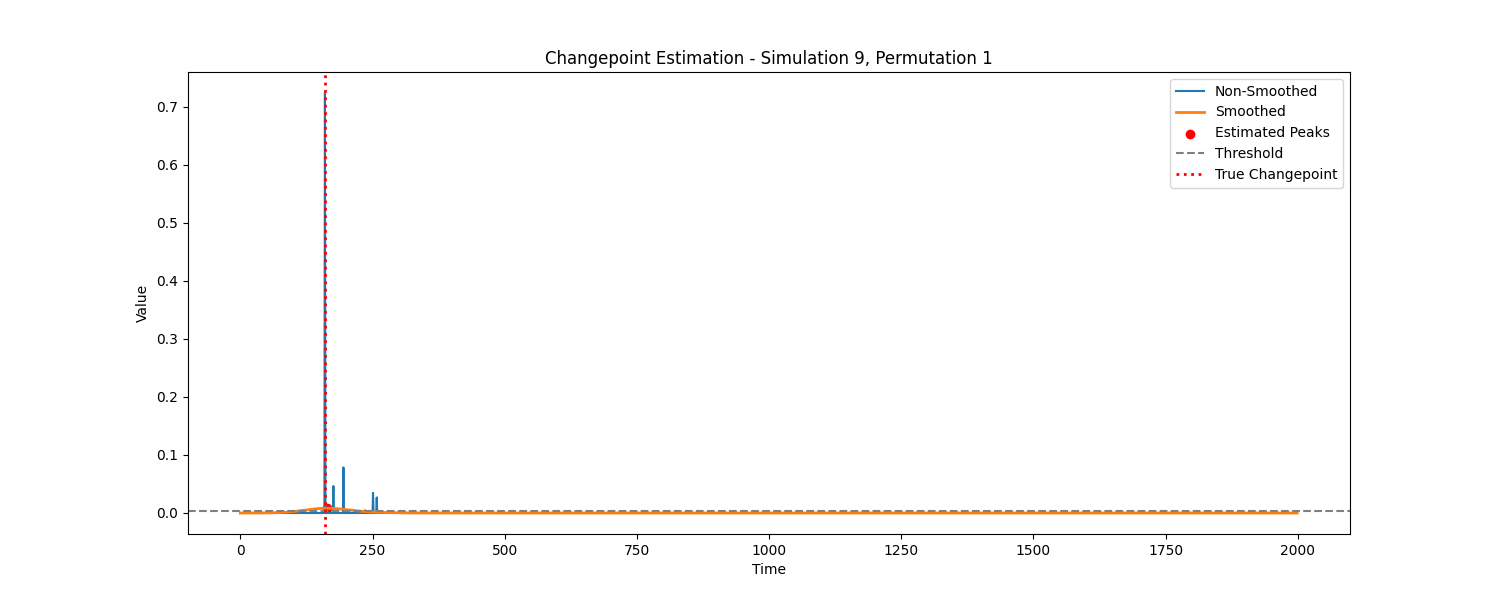 Changepoint Estimation - Simulation 9, Permutation 1
Non-Smoothed
Smoothed
Estimated Peaks
Threshold
True Changepoint
Value
0.7
0.6
0.5
0.4
0.3
0.2
0.1
0.0
0 250 500 750 1000 1250 1500 1750 2000
Time